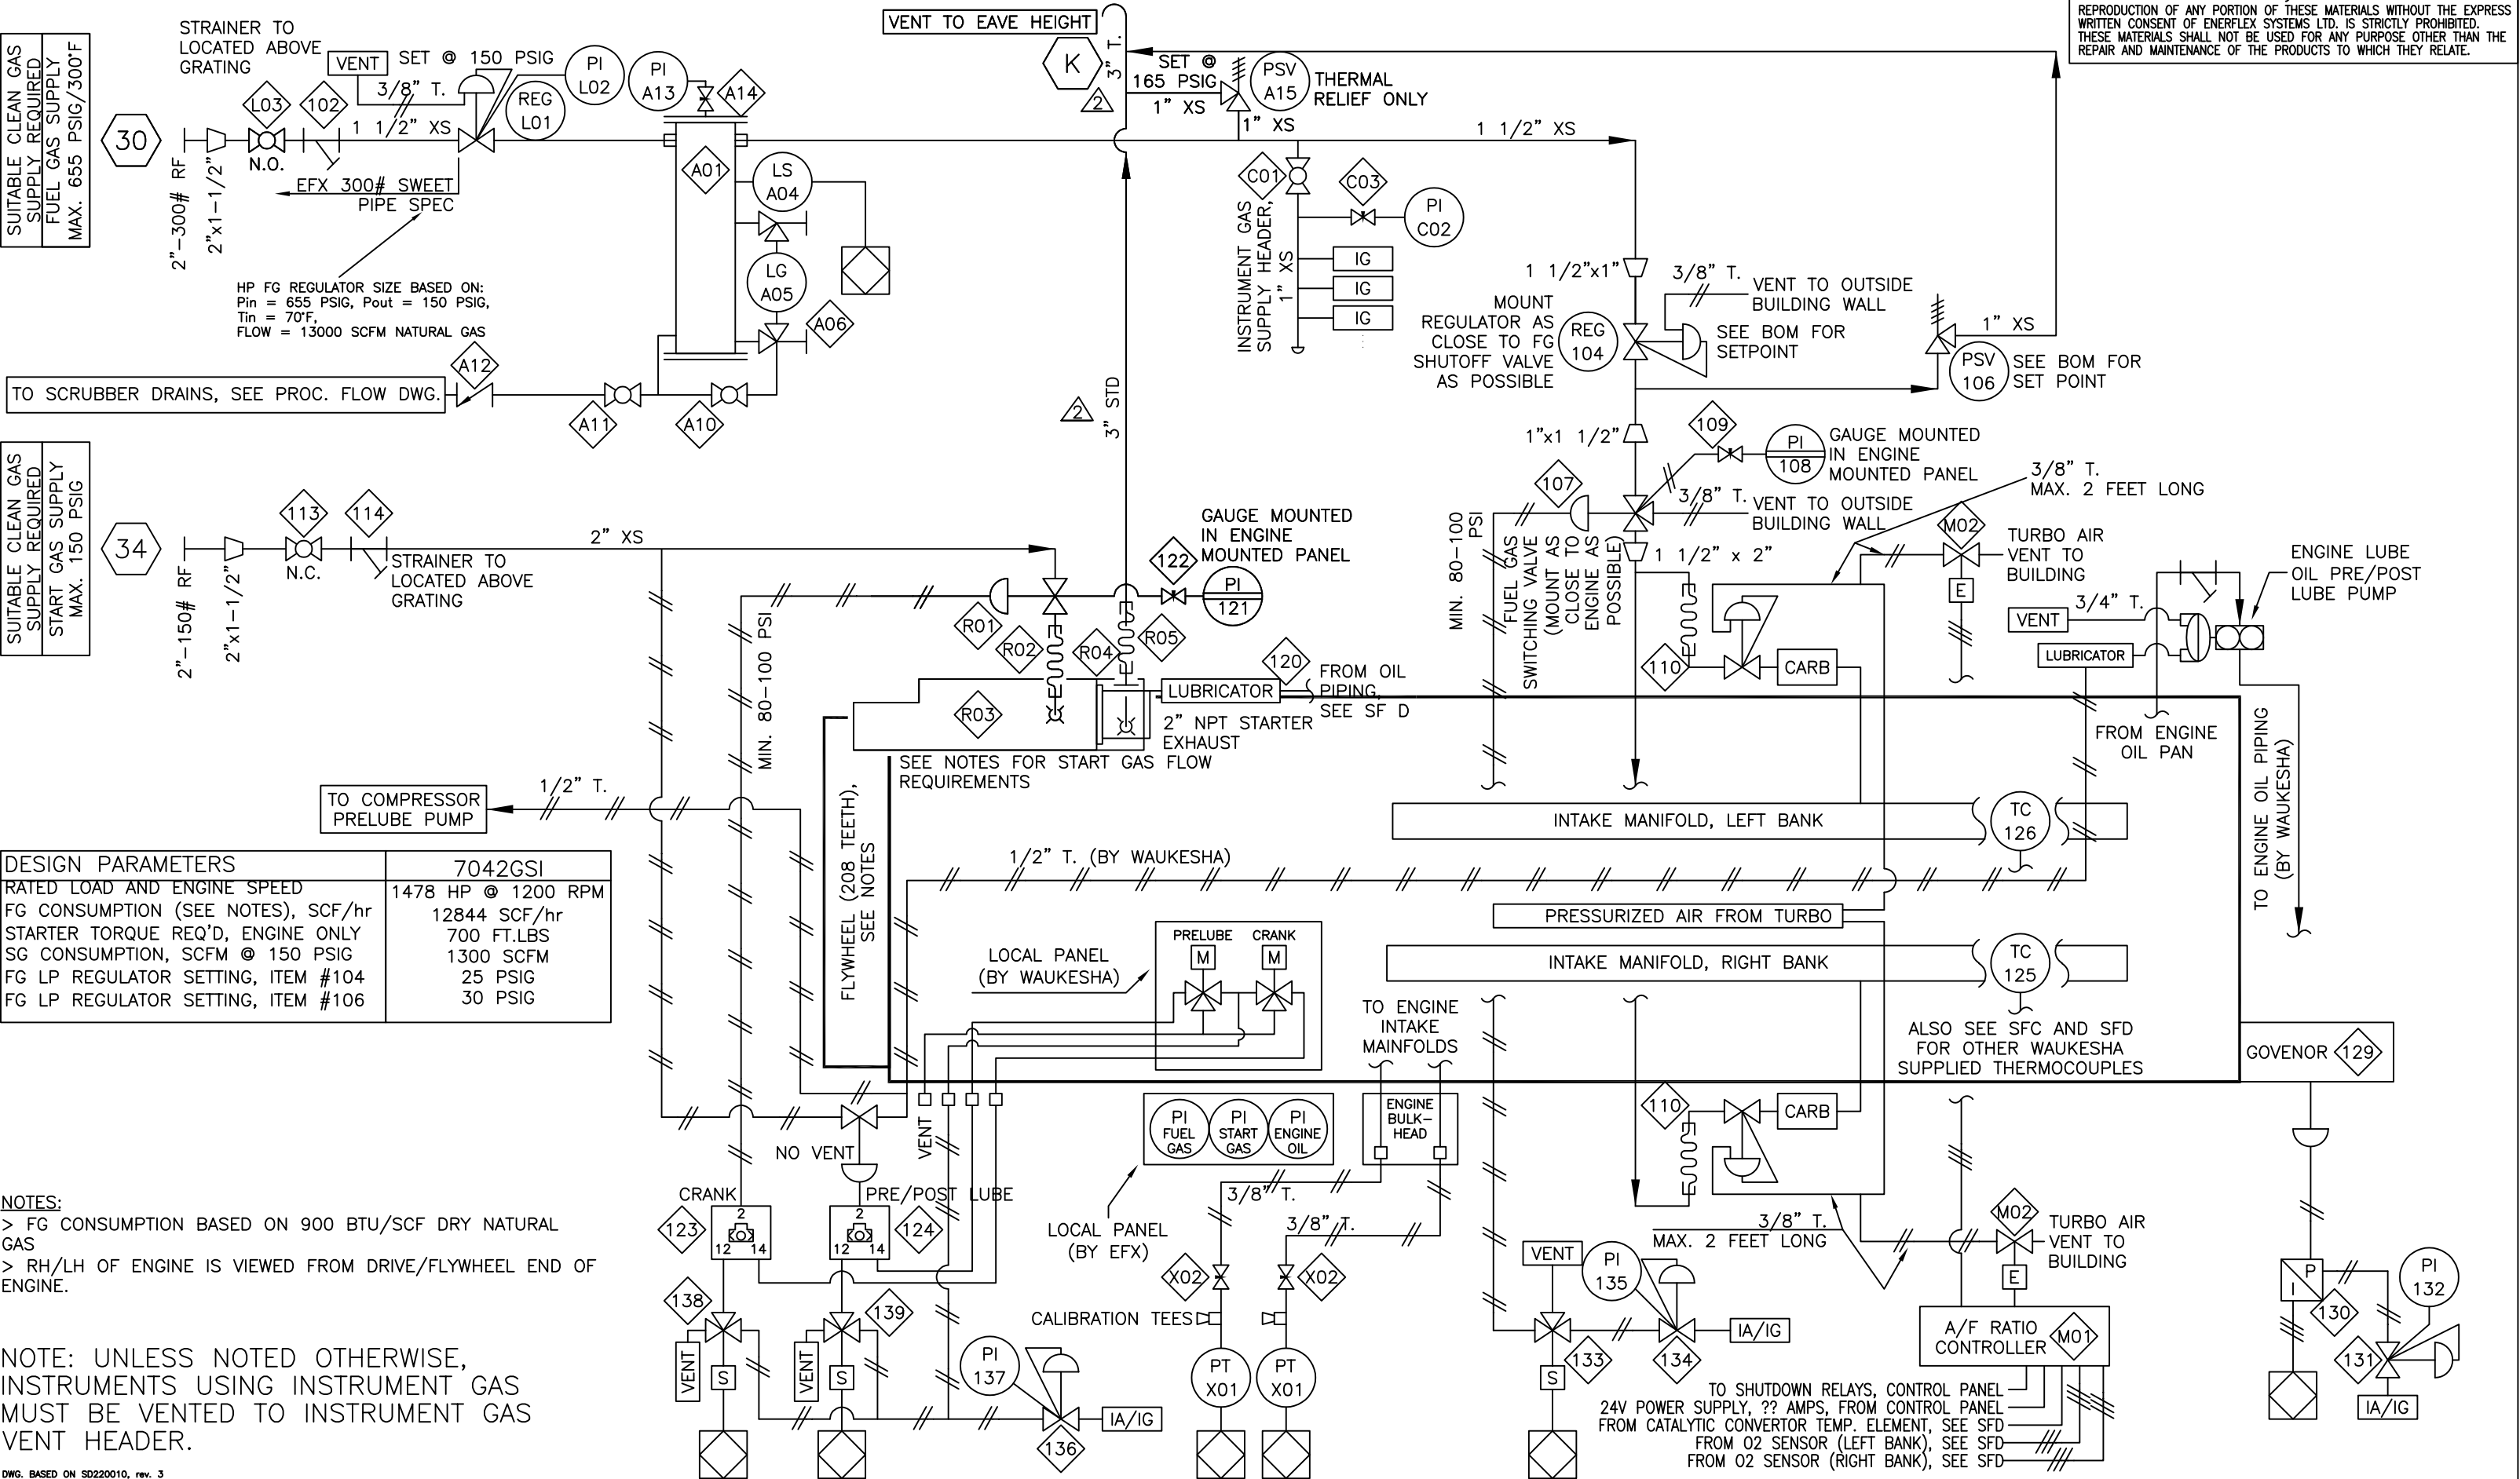 REPRODUCTION OF ANY PORTION OF THESE MATERIALS WITHOUT THE EXPRESS
WRITTEN CONSENT OF ENERFLEX SYSTEMS LTD. IS STRICTLY PROHIBITED.
THESE MATERIALS SHALL NOT BE USED FOR ANY PURPOSE OTHER THAN THE
REPAIR AND MAINTENANCE OF THE PRODUCTS TO WHICH THEY RELATE.
SUITABLE CLEAN GAS
SUPPLY REQUIRED
FUEL GAS SUPPLY
MAX. 655 PSIG/300°F
30
2"-300# RF
2"x1-1/2"
L03
N.O.
102
STRAINER TO
LOCATED ABOVE
GRATING
VENT
SET @ 150 PSIG
3/8" T.
1 1/2" XS
REG
L01
PI
L02
PI
A13
A14
EFX 300# SWEET
PIPE SPEC
HP FG REGULATOR SIZE BASED ON:
Pin = 655 PSIG, Pout = 150 PSIG,
Tin = 70°F,
FLOW = 13000 SCFM NATURAL GAS
A01
LS
A04
LG
A05
A06
A12
TO SCRUBBER DRAINS, SEE PROC. FLOW DWG.
A11
A10
VENT TO EAVE HEIGHT
K
3" T.
2
SET @
165 PSIG
1" XS
PSV
A15
THERMAL
RELIEF ONLY
1" XS
1 1/2" XS
C01
C03
PI
C02
INSTRUMENT GAS
SUPPLY HEADER,
1" XS
IG
IG
IG
2
3" STD
1 1/2"x1"
3/8" T.
VENT TO OUTSIDE
BUILDING WALL
MOUNT
REGULATOR AS
CLOSE TO FG
SHUTOFF VALVE
AS POSSIBLE
REG
104
SEE BOM FOR
SETPOINT
1" XS
PSV
106
SEE BOM FOR
SET POINT
1"x1 1/2"
109
PI
108
GAUGE MOUNTED
IN ENGINE
MOUNTED PANEL
107
3/8" T.
VENT TO OUTSIDE
BUILDING WALL
3/8" T.
MAX. 2 FEET LONG
MIN. 80-100
PSI
FUEL GAS
SWITCHING VALVE
(MOUNT AS
CLOSE TO
ENGINE AS
POSSIBLE)
1 1/2" x 2"
M02
TURBO AIR
VENT TO
BUILDING
E
110
CARB
ENGINE LUBE
OIL PRE/POST
LUBE PUMP
3/4" T.
VENT
LUBRICATOR
FROM ENGINE
OIL PAN
TO ENGINE OIL PIPING
(BY WAUKESHA)
SUITABLE CLEAN GAS
SUPPLY REQUIRED
START GAS SUPPLY
MAX. 150 PSIG
34
2"-150# RF
2"x1-1/2"
113
N.C.
114
STRAINER TO
LOCATED ABOVE
GRATING
2" XS
GAUGE MOUNTED
IN ENGINE
MOUNTED PANEL
122
PI
121
R01
R02
R04
R05
MIN. 80-100 PSI
R03
LUBRICATOR
120
FROM OIL
PIPING,
SEE SF D
2" NPT STARTER
EXHAUST
SEE NOTES FOR START GAS FLOW
REQUIREMENTS
FLYWHEEL (208 TEETH),
SEE NOTES
TO COMPRESSOR
PRELUBE PUMP
1/2" T.
INTAKE MANIFOLD, LEFT BANK
TC
126
1/2" T. (BY WAUKESHA)
PRESSURIZED AIR FROM TURBO
INTAKE MANIFOLD, RIGHT BANK
TC
125
ALSO SEE SFC AND SFD
FOR OTHER WAUKESHA
SUPPLIED THERMOCOUPLES
GOVENOR
129
DESIGN PARAMETERS 7042GSI
RATED LOAD AND ENGINE SPEED 1478 HP @ 1200 RPM
FG CONSUMPTION (SEE NOTES), SCF/hr 12844 SCF/hr
STARTER TORQUE REQ'D, ENGINE ONLY 700 FT.LBS
SG CONSUMPTION, SCFM @ 150 PSIG 1300 SCFM
FG LP REGULATOR SETTING, ITEM #104 25 PSIG
FG LP REGULATOR SETTING, ITEM #106 30 PSIG
LOCAL PANEL
(BY WAUKESHA)
PRELUBE CRANK
M M
TO ENGINE
INTAKE
MAINFOLDS
NO VENT
VENT
PI
FUEL
GAS
PI
START
GAS
PI
ENGINE
OIL
ENGINE
BULK-
HEAD
LOCAL PANEL
(BY EFX)
3/8" T.
3/8" T.
X02
X02
CALIBRATION TEES
PT
X01
PT
X01
CRANK
PRE/POST LUBE
123
2
12 14
2
12 14
124
138
139
VENT
S
VENT
S
PI
137
136
IA/IG
110
CARB
3/8" T.
MAX. 2 FEET LONG
VENT
PI
135
133
134
S
IA/IG
M02
TURBO AIR
VENT TO
BUILDING
E
A/F RATIO
CONTROLLER
M01
TO SHUTDOWN RELAYS, CONTROL PANEL
24V POWER SUPPLY, ?? AMPS, FROM CONTROL PANEL
FROM CATALYTIC CONVERTOR TEMP. ELEMENT, SEE SFD
FROM O2 SENSOR (LEFT BANK), SEE SFD
FROM O2 SENSOR (RIGHT BANK), SEE SFD
P
I
130
PI
132
131
IA/IG
NOTES:
> FG CONSUMPTION BASED ON 900 BTU/SCF DRY NATURAL
GAS
> RH/LH OF ENGINE IS VIEWED FROM DRIVE/FLYWHEEL END OF
ENGINE.
NOTE: UNLESS NOTED OTHERWISE,
INSTRUMENTS USING INSTRUMENT GAS
MUST BE VENTED TO INSTRUMENT GAS
VENT HEADER.
DWG. BASED ON SD220010, rev. 3